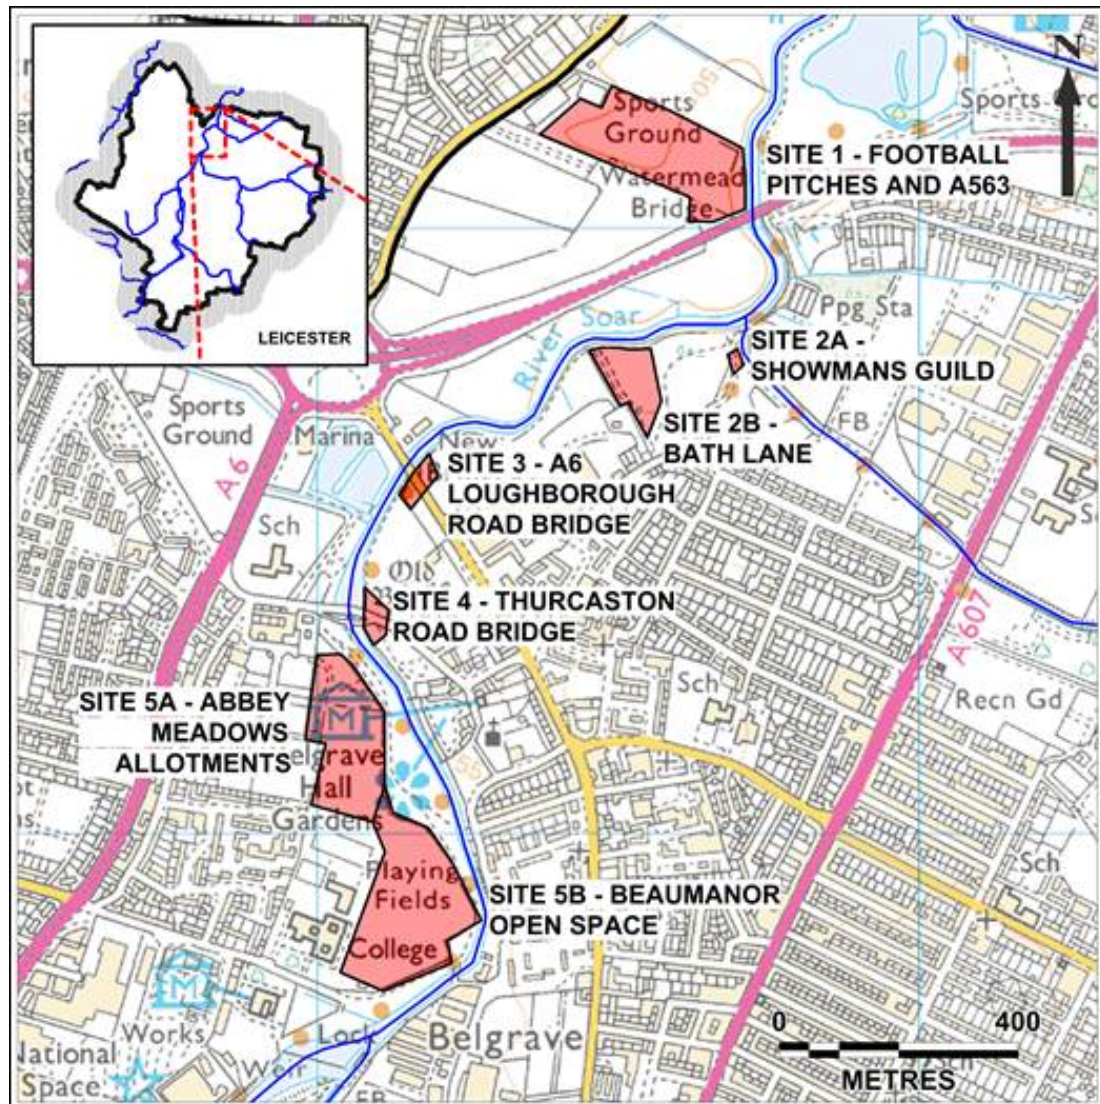 LEICESTER
N
Sports
Ground
Watermead
Bridge
50
SITE 1 - FOOTBALL
PITCHES AND A563
River Soar
Ppg Sta
SITE 2A -
SHOWMANS GUILD
FB
SITE 2B -
BATH LANE
Sports
Ground
Marina
New
A6
SITE 3 - A6
LOUGHBOROUGH
ROAD BRIDGE
Sch
Old
SITE 4 - THURCASTON
ROAD BRIDGE
A607
Sch
Recn Gd
SITE 5A - ABBEY
MEADOWS
ALLOTMENTS
M
55
Hall
Gardens
Sch
Playing
Fields
College
SITE 5B - BEAUMANOR
OPEN SPACE
M
Works
Lock
Weir
Belgrave
National
Space
FB
0 400
METRES